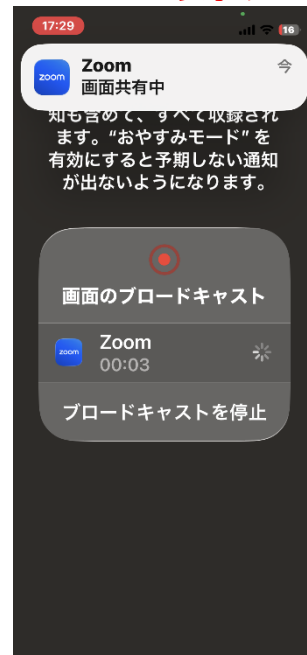 17:29
16
zoom
Zoom
今
画面共有中
知も含めて、すべて収録され
ます。“おやすみモード” を
有効にすると予期しない通知
が出ないようになります。
画面のブロードキャスト
zoom
Zoom
00:03
ブロードキャストを停止